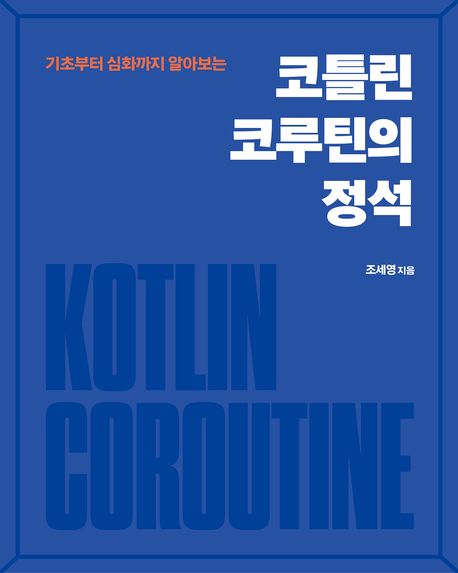 기초부터 심화까지 알아보는
코틀린
코루틴의
정석
조세영 지음
KOTLIN
COROUTINE